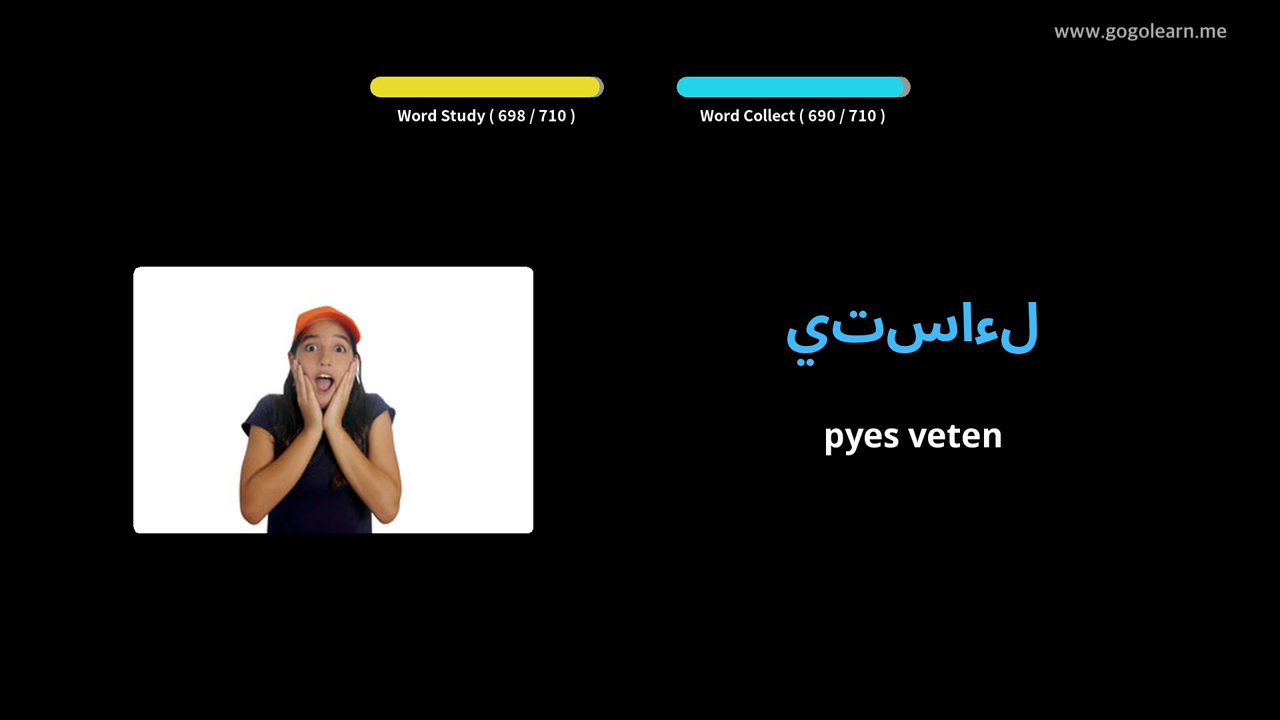 www.gogolearn.me
Word Study ( 698 / 710 )
Word Collect ( 690 / 710 )
لءاستي
pyes veten